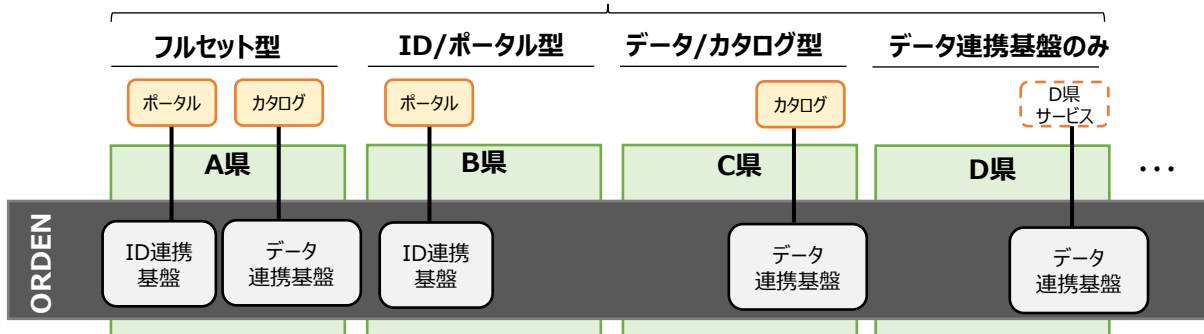 フルセット型
ID/ポータル型
データ/カタログ型
データ連携基盤のみ
ポータル
カタログ
ポータル
カタログ
D県
サービス
A県
B県
C県
D県
・・・
ORDEN
ID連携
基盤
データ
連携基盤
ID連携
基盤
データ
連携基盤
データ
連携基盤